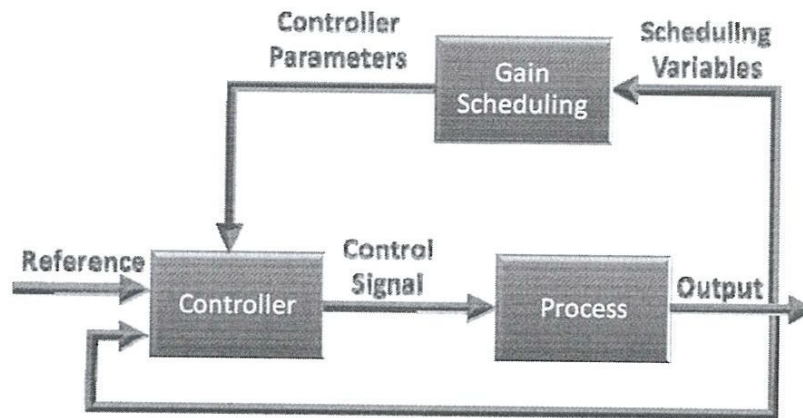 Controller
Parameters
Gain
Scheduling
Scheduling
Variables
Reference
Controller
Control
Signal
Process
Output